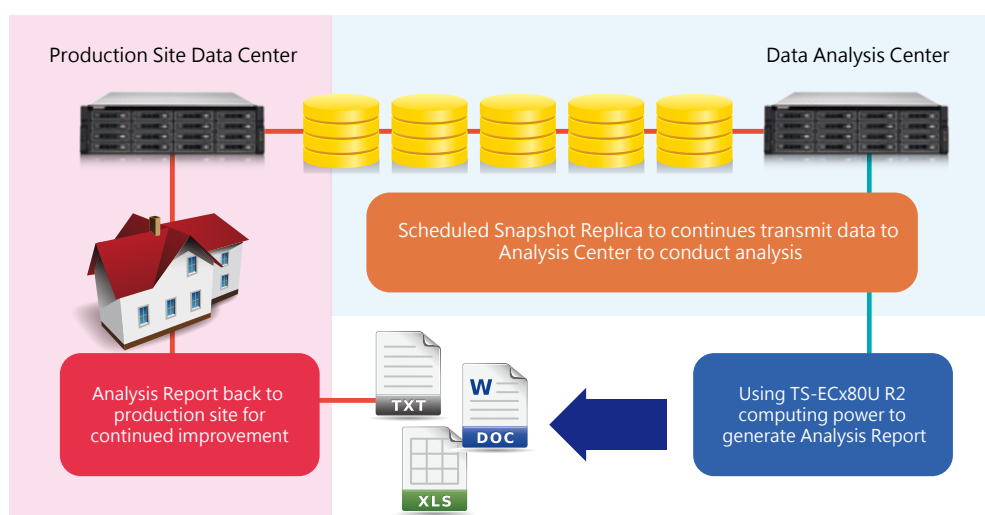 Production Site Data Center
Data Analysis Center
Scheduled Snapshot Replica to continues transmit data to
Analysis Center to conduct analysis
Analysis Report back to
production site for
continued improvement
TXT
W
DOC
XLS
Using TS-ECx80U R2
computing power to
generate Analysis Report